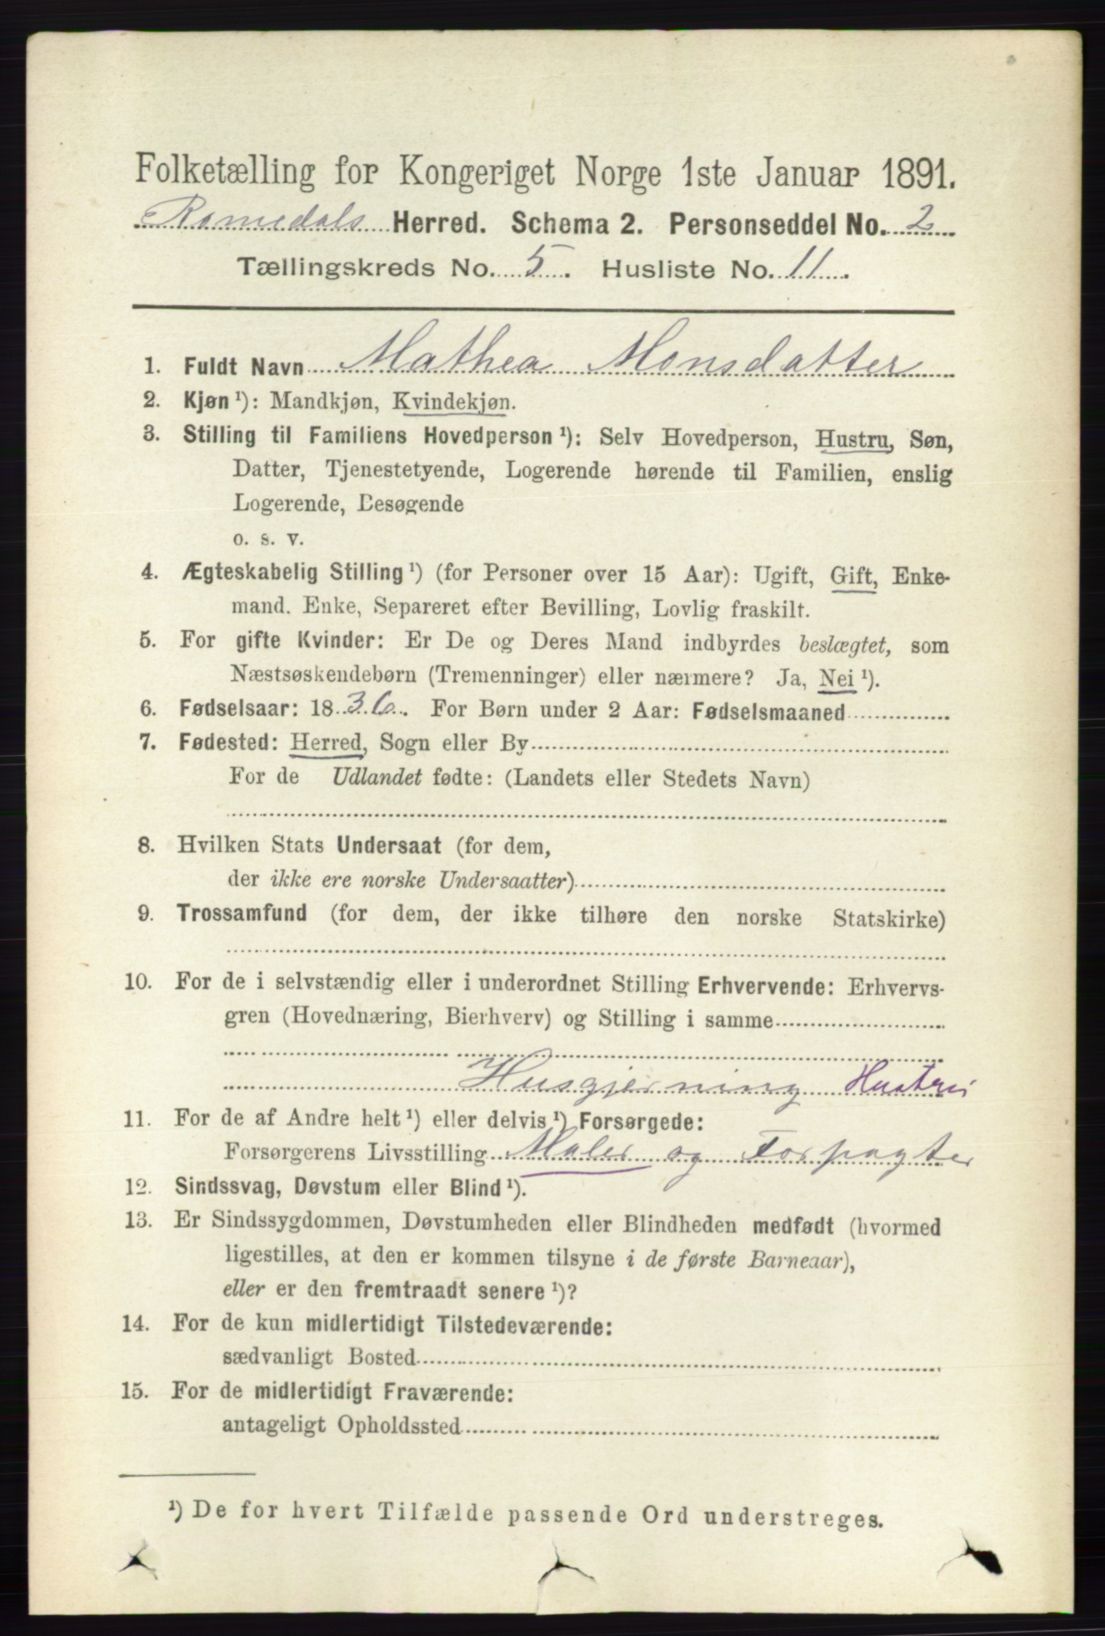 Folketælling for Kongeriget Norge 1ste Januar 1891.
Romedals Herred. Schema 2. Personseddel No. 2
Tællingskreds No. 5. Husliste No. 11.
1. Fuldt Navn Mathea Monsdatter
2. Kjøn ¹): Mandkjøn, Kvindekjøn.
3. Stilling til Familiens Hovedperson ¹): Selv Hovedperson, Hustru, Søn,
Datter, Tjenestetyende, Logerende hørende til Familien, enslig
Logerende, Besøgende
o. s. v.
4. Ægteskabelig Stilling ¹) (for Personer over 15 Aar): Ugift, Gift, Enke-
mand. Enke, Separeret efter Bevilling, Lovlig fraskilt.
5. For gifte Kvinder: Er De og Deres Mand indbyrdes beslægtet, som
Næstsøskendebørn (Tremenninger) eller nærmere? Ja, Nei ¹).
6. Fødselsaar: 1836. For Børn under 2 Aar: Fødselsmaaned
7. Fødested: Herred, Sogn eller By
For de Udlandet fødte: (Landets eller Stedets Navn)
8. Hvilken Stats Undersaat (for dem,
der ikke ere norske Undersaatter)
9. Trossamfund (for dem, der ikke tilhøre den norske Statskirke)
10. For de i selvstændig eller i underordnet Stilling Erhvervende: Erhvervs-
gren (Hovednæring, Bierhverv) og Stilling i samme
Husgjerning Hustru
11. For de af Andre helt ¹) eller delvis ¹) Forsørgede:
Forsørgerens Livsstilling Maler og Forpagter
12. Sindssvag, Døvstum eller Blind ¹).
13. Er Sindssygdommen, Døvstumheden eller Blindheden medfødt (hvormed
ligestilles, at den er kommen tilsyne i de første Barneaar),
eller er den fremtraadt senere ¹)?
14. For de kun midlertidigt Tilstedeværende:
sædvanligt Bosted
15. For de midlertidigt Fraværende:
antageligt Opholdssted
¹) De for hvert Tilfælde passende Ord understreges.